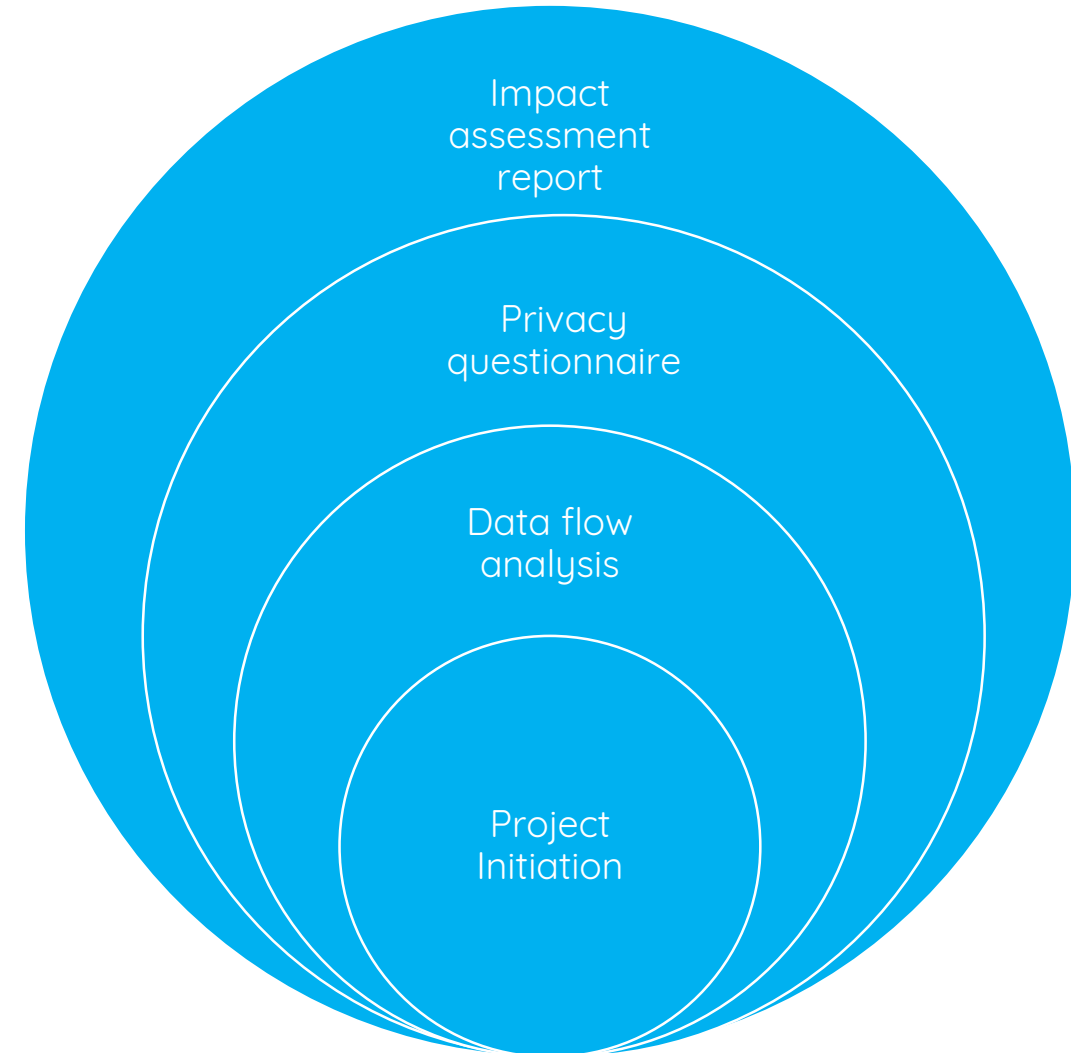 Impact
assessment
report
Privacy
questionnaire
Data flow
analysis
Project
Initiation